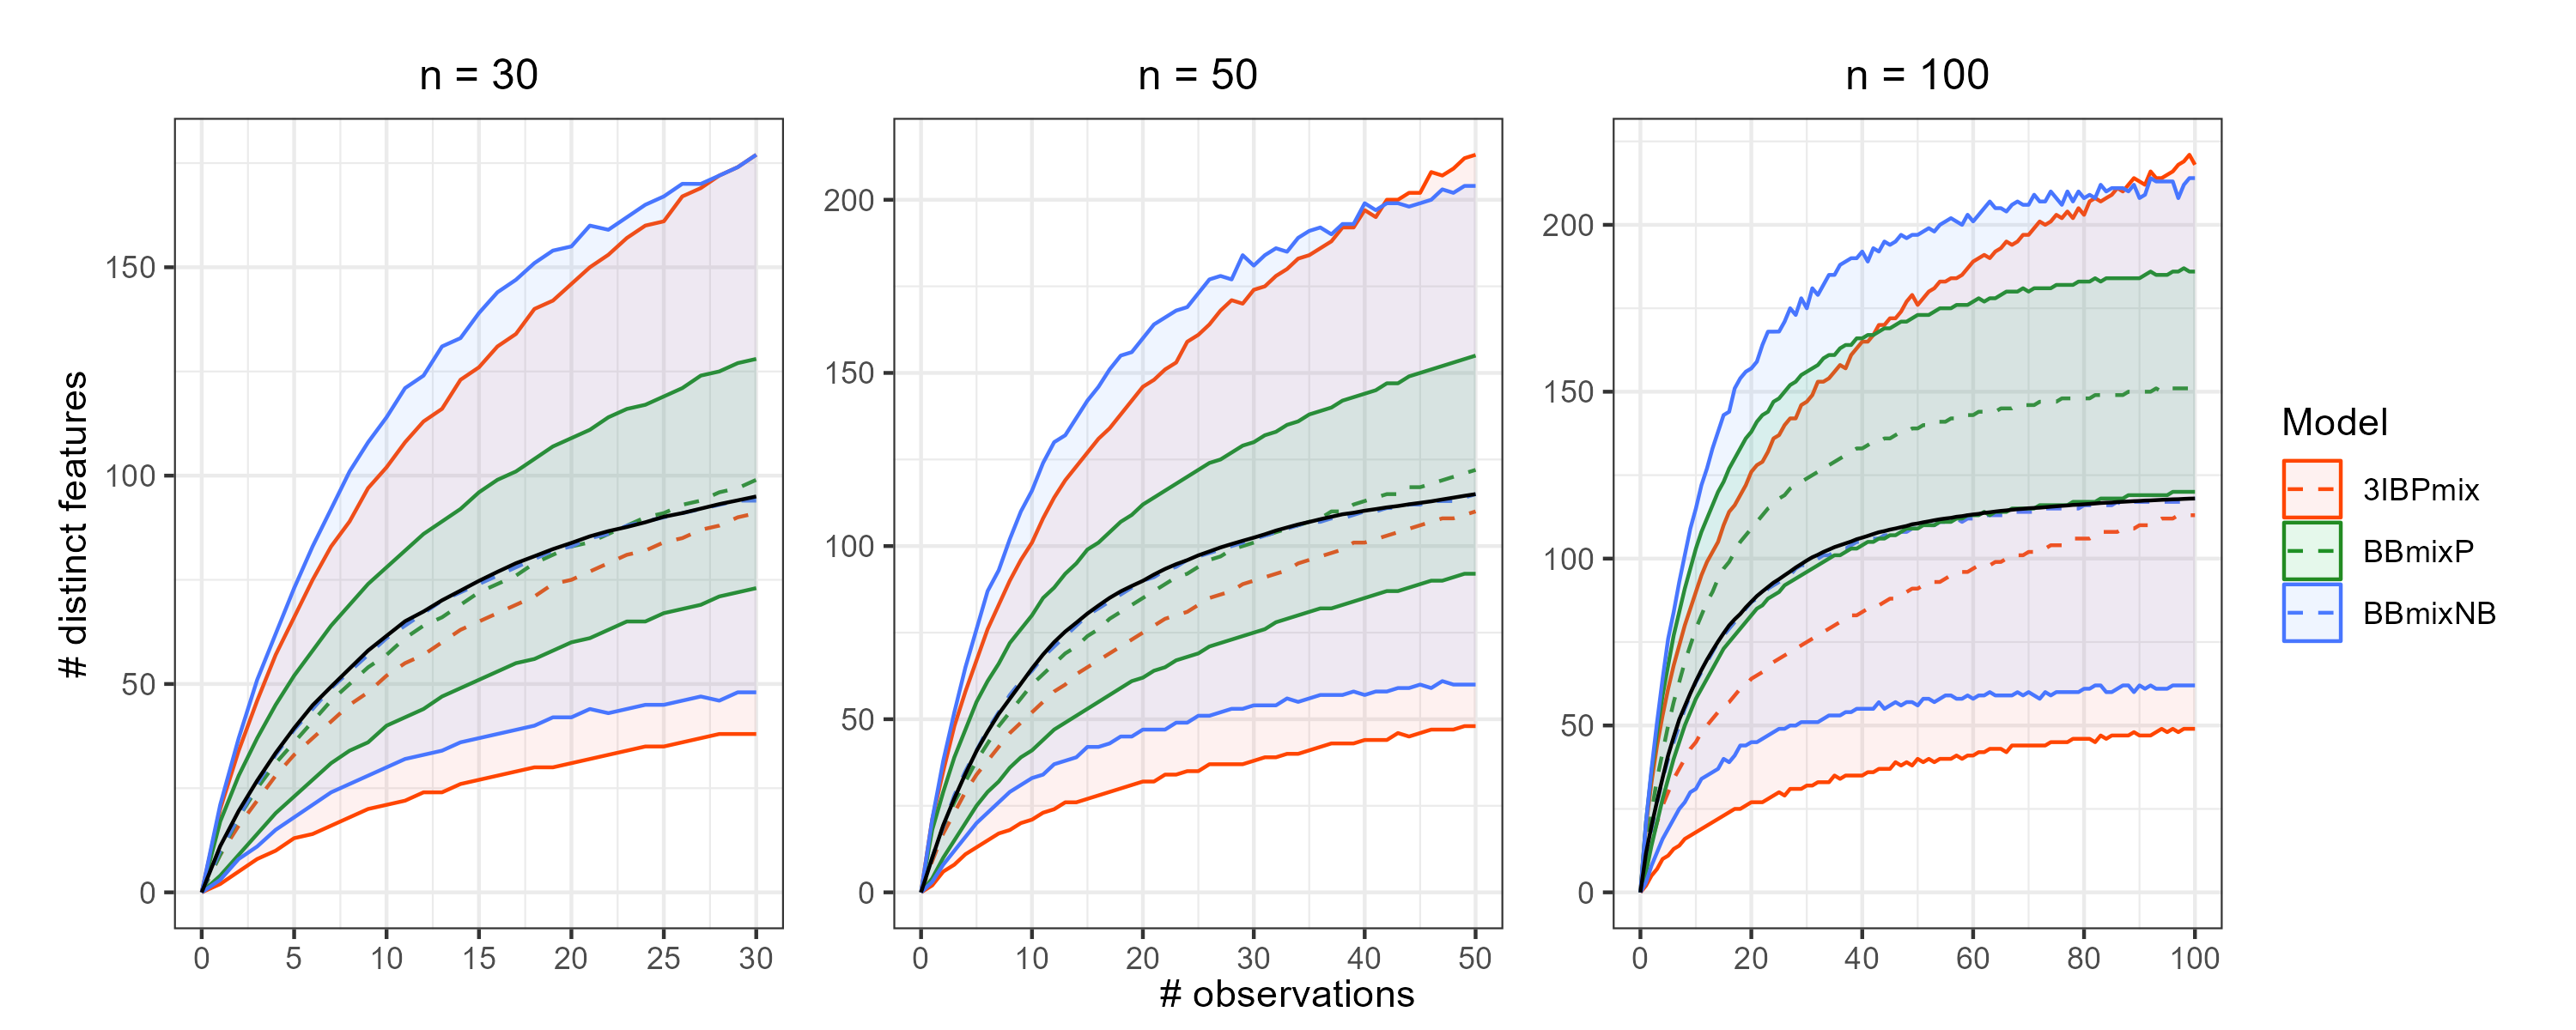 n = 30
n = 50
n = 100
# distinct features
150
100
50
0
0 5 10 15 20 25 30
200
150
100
50
0
0 10 20 30 40 50
200
150
100
50
0
0 20 40 60 80 100
# observations
Model
3IBPmix
BBmixP
BBmixNB